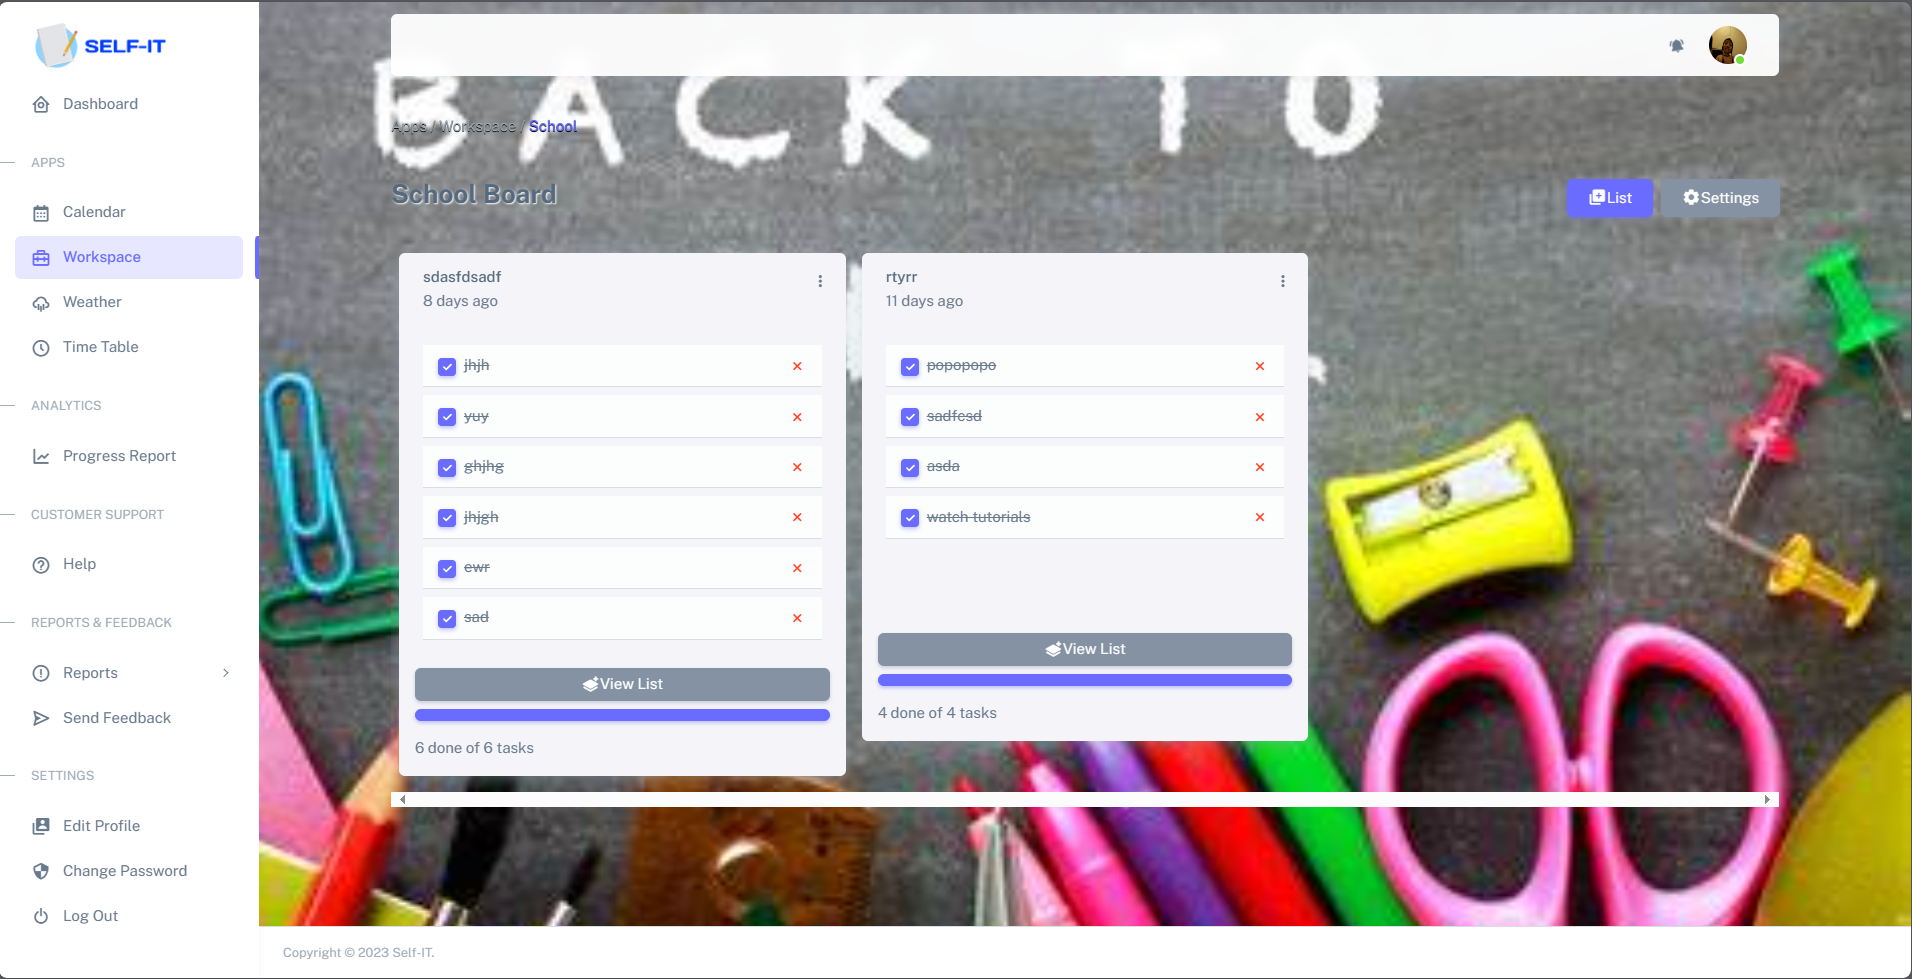 SELF-IT
Dashboard
APPS
Calendar
Workspace
Weather
Time Table
ANALYTICS
Progress Report
CUSTOMER SUPPORT
Help
REPORTS & FEEDBACK
Reports
Send Feedback
SETTINGS
Edit Profile
Change Password
Log Out
BACK TO
Apps / Workspace / School
School Board
List
Settings
sdasfdsadf
8 days ago
jhjh
yuy
ghjhg
jhjgh
ewr
sad
View List
6 done of 6 tasks
rtyrr
11 days ago
popopopo
sadfesd
asda
watch tutorials
View List
4 done of 4 tasks
Copyright © 2023 Self-IT.